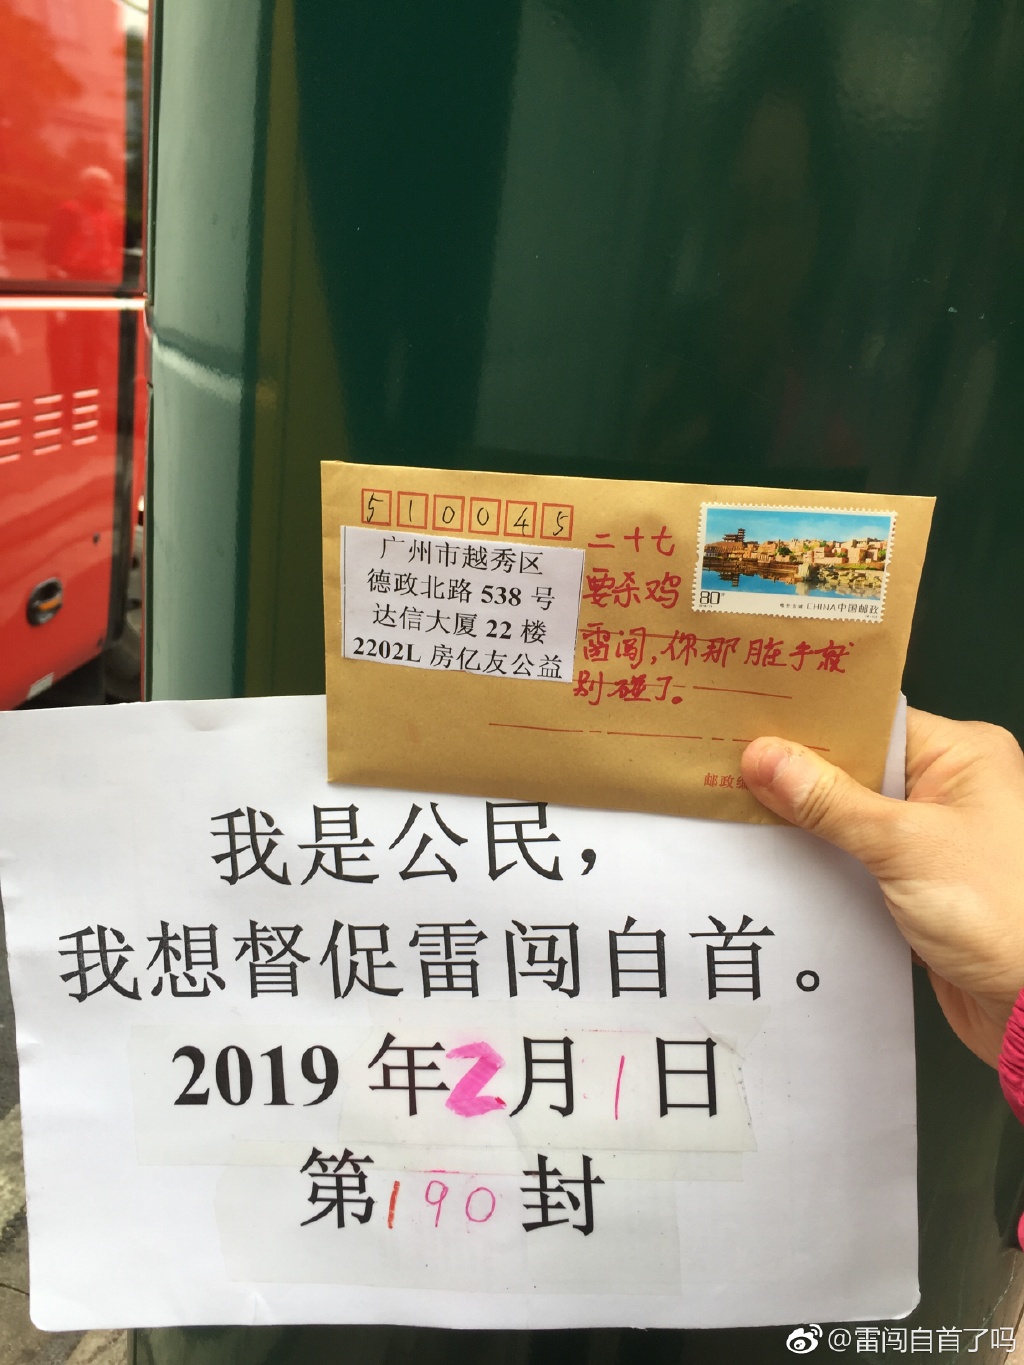 510045
广州市越秀区
德政北路 538 号
达信大厦 22 楼
2202L 房亿友公益
二十七
要杀鸡
雷闯，你那脏手就
别碰了。
80
CHINA 中国邮政
邮政编
我是公民，
我想督促雷闯自首。
2019 年2月1日
第190封
@雷闯自首了吗